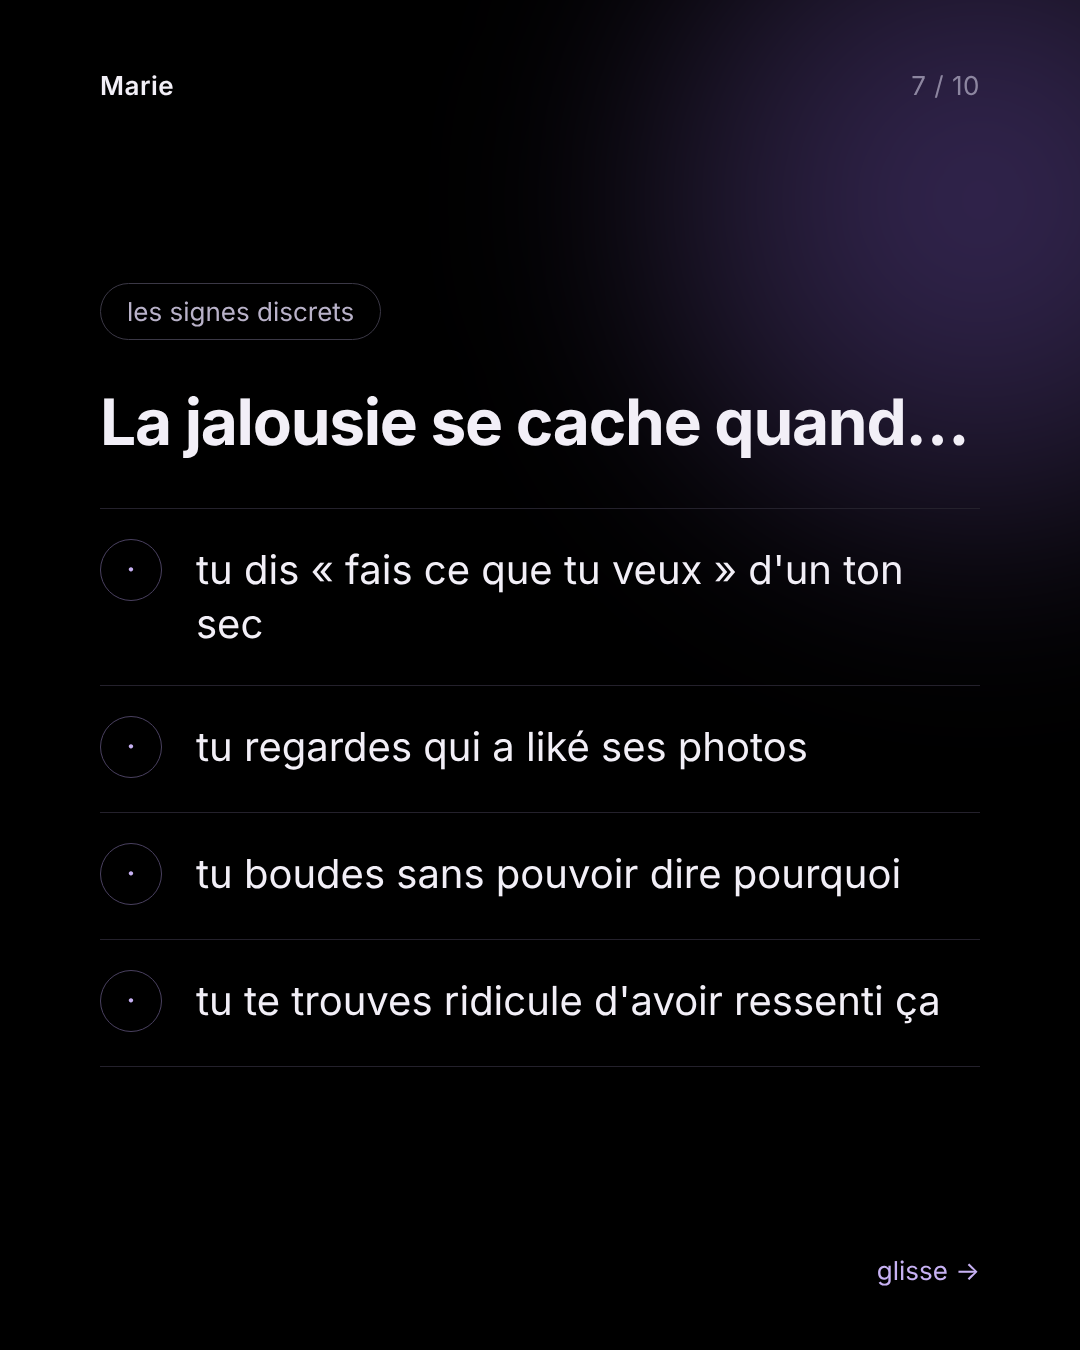 Marie
7 / 10
les signes discrets
La jalousie se cache quand…
tu dis « fais ce que tu veux » d'un ton
sec
tu regardes qui a liké ses photos
tu boudes sans pouvoir dire pourquoi
tu te trouves ridicule d'avoir ressenti ça
glisse →